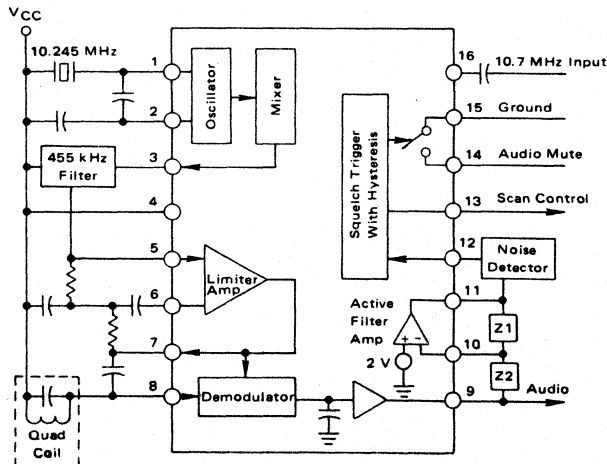 VCC
10.245 MHz
1
2
3
4
5
6
7
8
455 kHz
Filter
Quad
Coil
Oscillator
Mixer
Limiter
Amp
Demodulator
Squelch Trigger
With Hysteresis
Active
Filter
Amp
+ -
2 V
16
10.7 MHz Input
15
Ground
14
Audio Mute
13
Scan Control
12
Noise
Detector
11
Z1
10
Z2
9
Audio